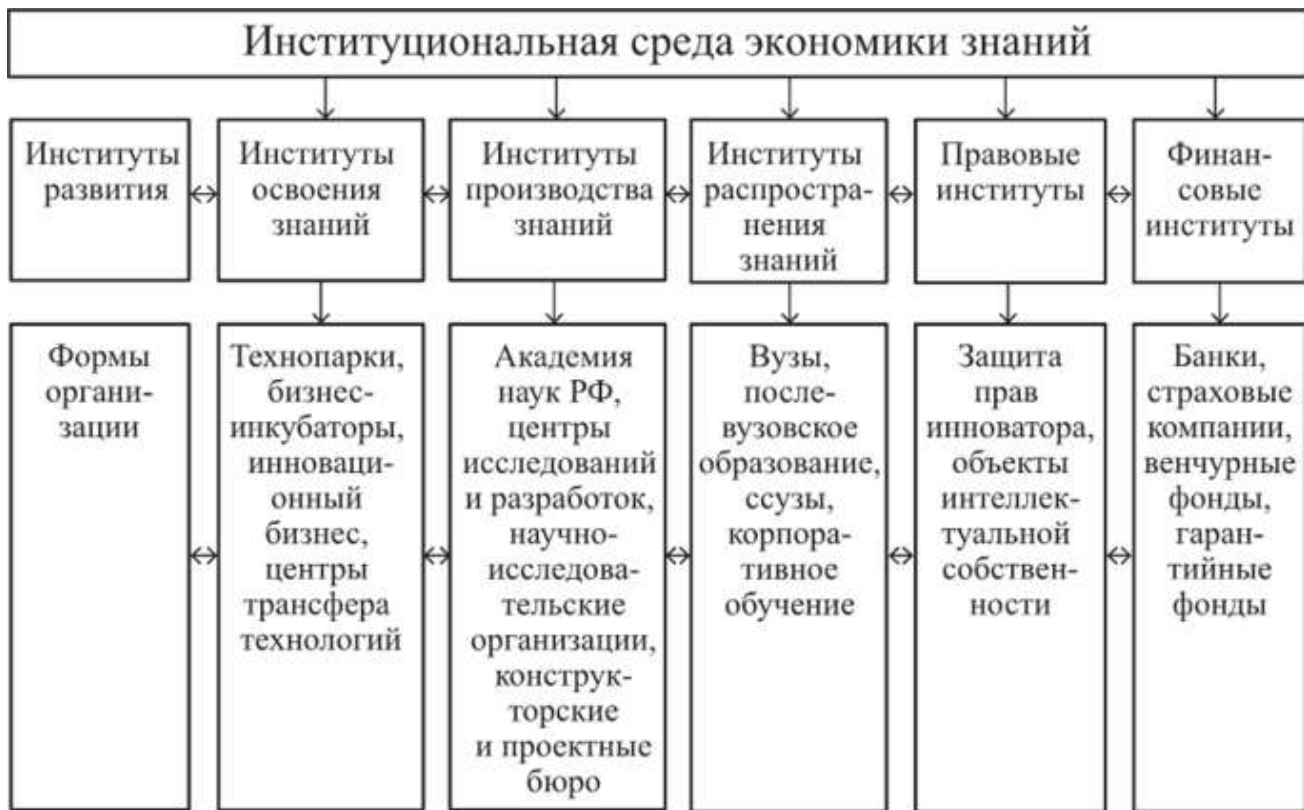 Институциональная среда экономики знаний
Институты
развития
Институты
освоения
знаний
Институты
производства
знаний
Институты
распростра-
нения
знаний
Правовые
институты
Финан-
совые
институты
Формы
органи-
зации
Технопарки,
бизнес-
инкубаторы,
инноваци-
онный
бизнес,
центры
трансфера
технологий
Академия
наук РФ,
центры
исследований
и разработок,
научно-
исследова-
тельские
организации,
конструк-
торские
и проектные
бюро
Вузы,
после-
вузовское
образование,
ссузы,
корпора-
тивное
обучение
Защита
прав
инноватора,
объекты
интеллек-
туальной
собствен-
ности
Банки,
страховые
компании,
венчурные
фонды,
гаран-
тийные
фонды